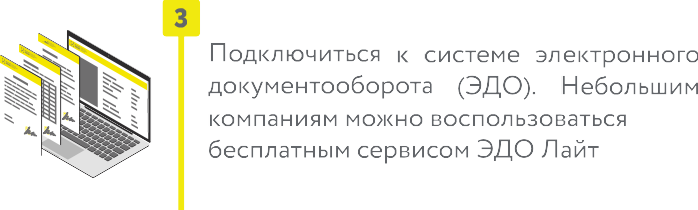 3
Подключиться к системе электронного
документооборота (ЭДО). Небольшим
компаниям можно воспользоваться
бесплатным сервисом ЭДО Лайт